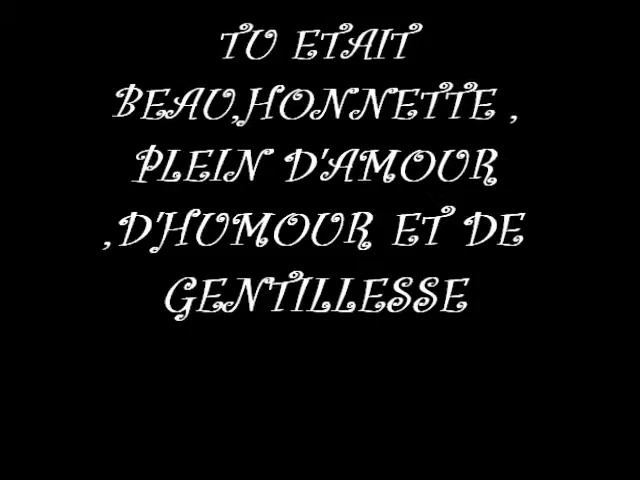 TU ETAIT
BEAU,HONNETTE ,
PLEIN D'AMOUR
,D'HUMOUR ET DE
GENTILLESSE